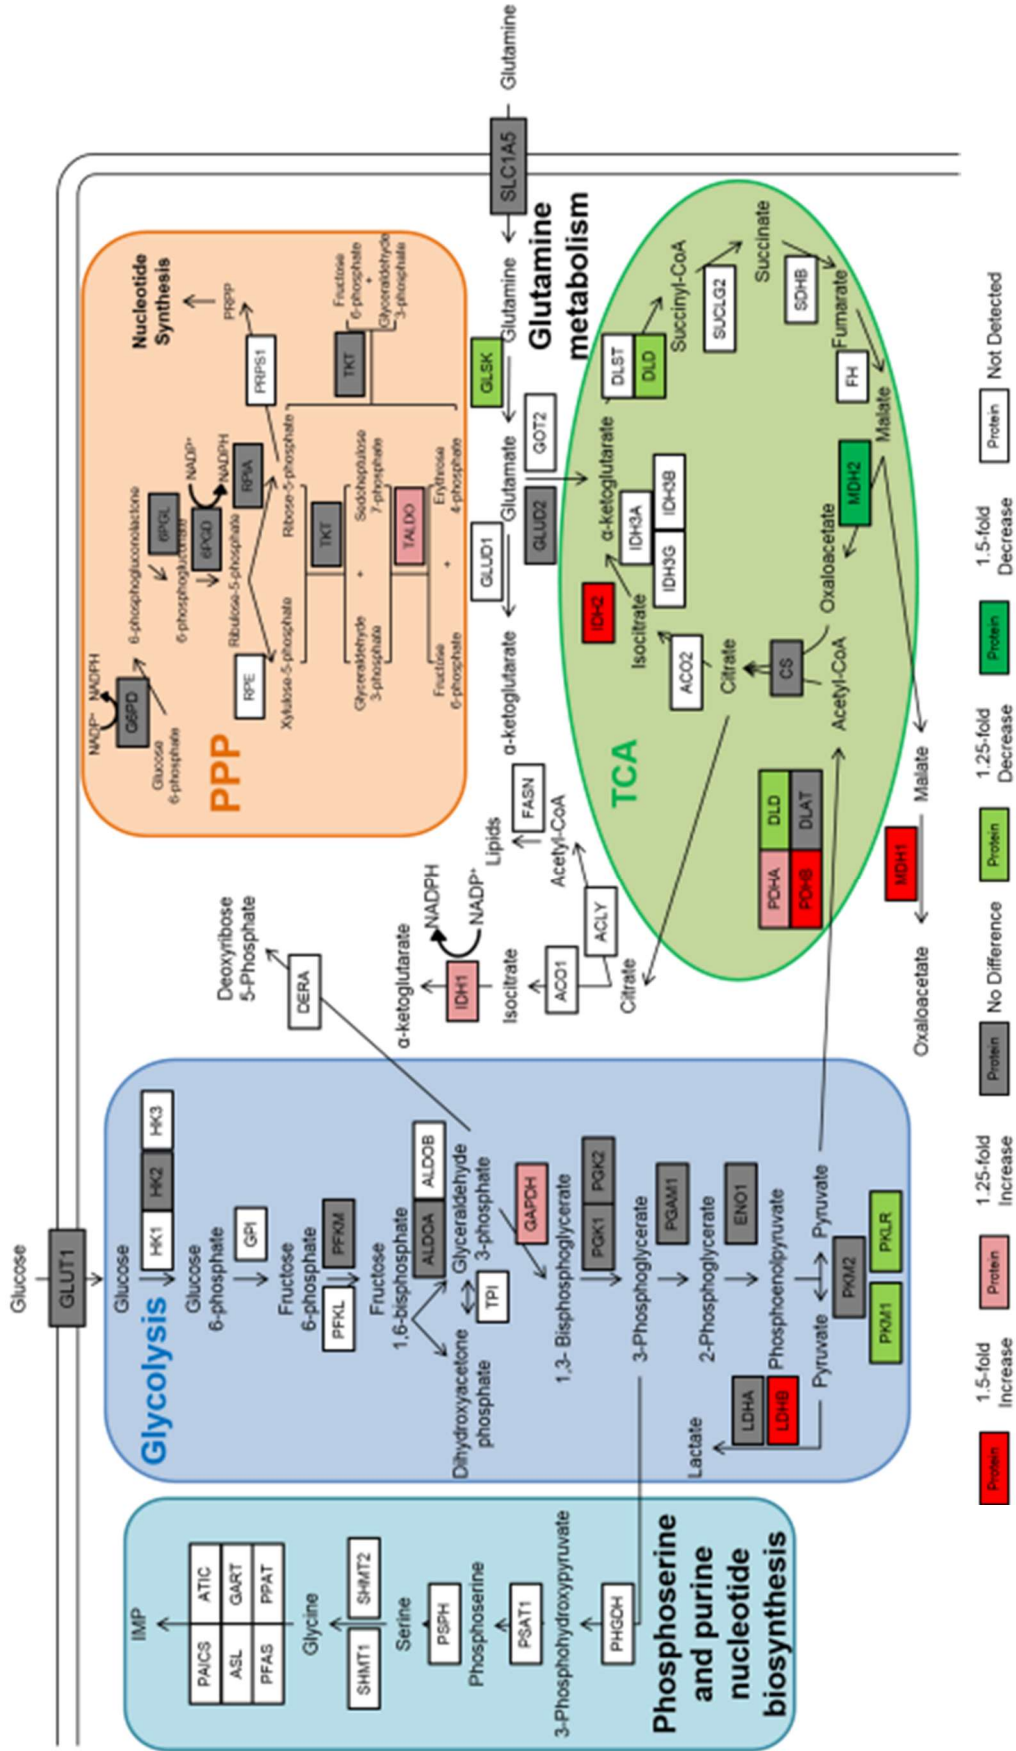 Glucose
GLUT1
Phosphoserine
and purine
nucleotide
biosynthesis
IMP
PAICS
ATIC
ASL
GART
PFAS
PPAT
Glycine
SHMT1
SHMT2
Serine
PSPH
Phosphoserine
PSAT1
3-Phosphohydroxypyruvate
PHGDH
Glycolysis
Glucose
HK1
HK2
HK3
Glucose
6-phosphate
GPI
Fructose
6-phosphate
PFKL
PFKM
Fructose
1,6-bisphosphate
ALDOA
ALDOB
Dihydroxyacetone
phosphate
Glyceraldehyde
3-phosphate
TPI
GAPDH
1,3- Bisphosphoglycerate
PGK1
PGK2
3-Phosphoglycerate
PGAM1
2-Phosphoglycerate
ENO1
Phosphoenolpyruvate
Lactate
LDHA
LDHB
Pyruvate
Pyruvate
PKM2
PKM1
PKLR
Deoxyribose
5-Phosphate
DERA
α-ketoglutarate
IDH1
NADPH
NADP⁺
Isocitrate
ACO1
ACLY
Citrate
Acetyl-CoA
Lipids
FASN
PPP
NADP⁺
NADPH
G6PD
Glucose
6-phosphate
6-phosphogluconolactone
6PGL
6-phosphogluconate
6PGD
NADP⁺
NADPH
Ribulose-5-phosphate
RPE
RPIA
Xylulose-5-phosphate
Ribose-5-phosphate
PRPS1
PRPP
Nucleotide
Synthesis
TKT
Glyceraldehyde
3-phosphate
+
Sedoheptulose
7-phosphate
TALDO
Fructose
6-phosphate
+
Erythrose
4-phosphate
TKT
Fructose
6-phosphate
+
Glyceraldehyde
3-phosphate
Glutamine
SLC1A5
Glutamine
Glutamine
metabolism
GLSK
Glutamate
GLUD1
GLUD2
GOT2
α-ketoglutarate
TCA
IDH2
α-ketoglutarate
IDH3A
IDH3G
IDH3B
Isocitrate
ACO2
Citrate
CS
Acetyl-CoA
Oxaloacetate
DLST
DLD
Succinyl-CoA
SUCLG2
Succinate
SDHB
Fumarate
FH
Malate
MDH2
PDHA
DLD
PDHB
DLAT
Malate
MDH1
Oxaloacetate
Protein
1.5-fold
Increase
Protein
1.25-fold
Increase
Protein
No Difference
Protein
1.25-fold
Decrease
Protein
1.5-fold
Decrease
Protein
Not Detected